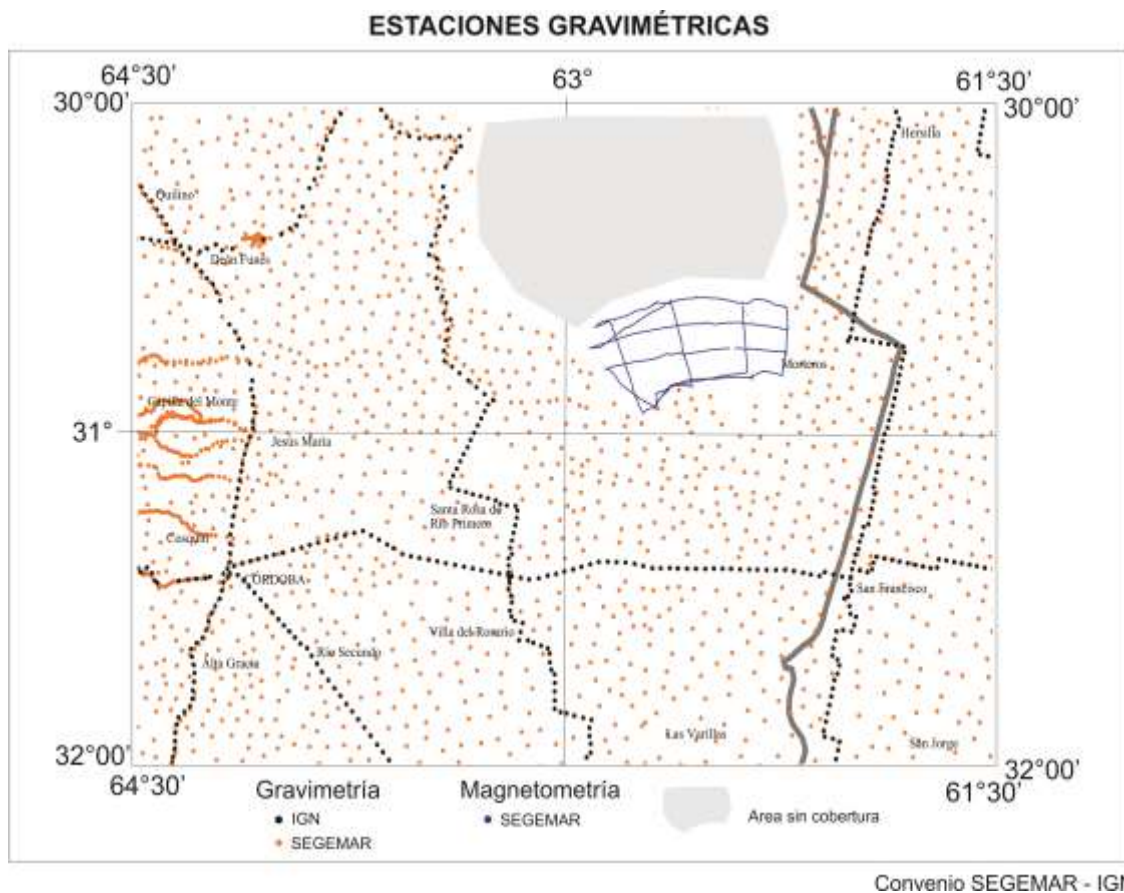 ESTACIONES GRAVIMÉTRICAS
64°30' 63° 61°30'
30°00' 30°00'
Hersilia
Quilino
Deán Funes
Morteros
Capilla del Monte
31°
Jesús María
Santa Rosa de
Río Primero
Cosquín
CÓRDOBA
San Francisco
Villa del Rosario
Río Segundo
Alta Gracia
Las Varillas
San Jorge
32°00' 32°00'
64°30' 61°30'
Gravimetría Magnetometría
IGN SEGEMAR Area sin cobertura
SEGEMAR
Convenio SEGEMAR - IGN